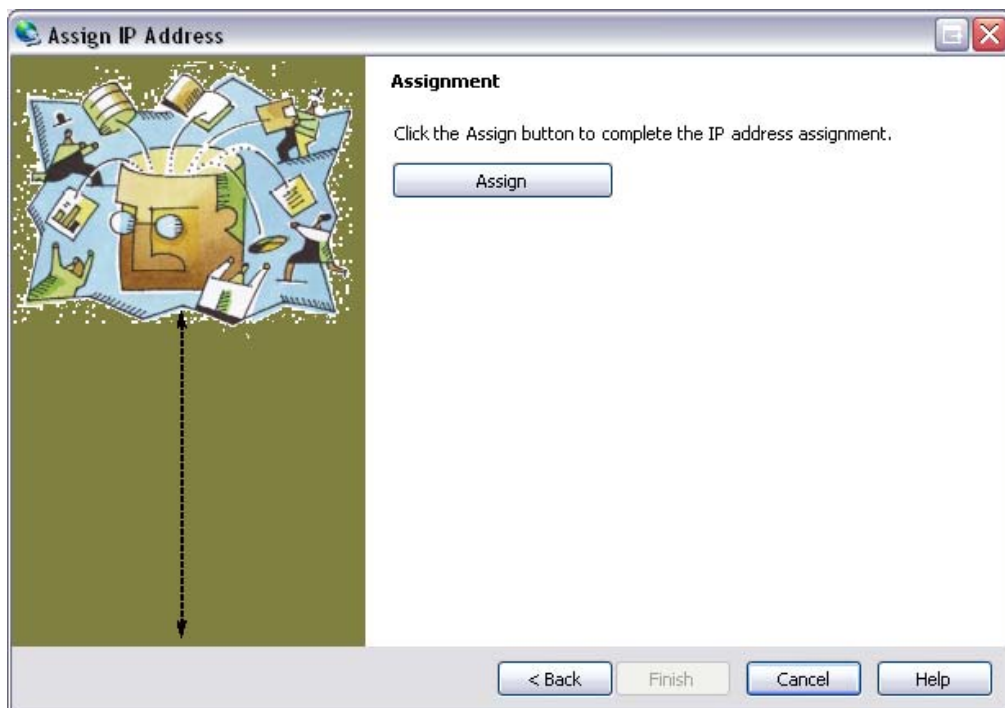 Assign IP Address
Assignment
Click the Assign button to complete the IP address assignment.
Assign
< Back
Finish
Cancel
Help